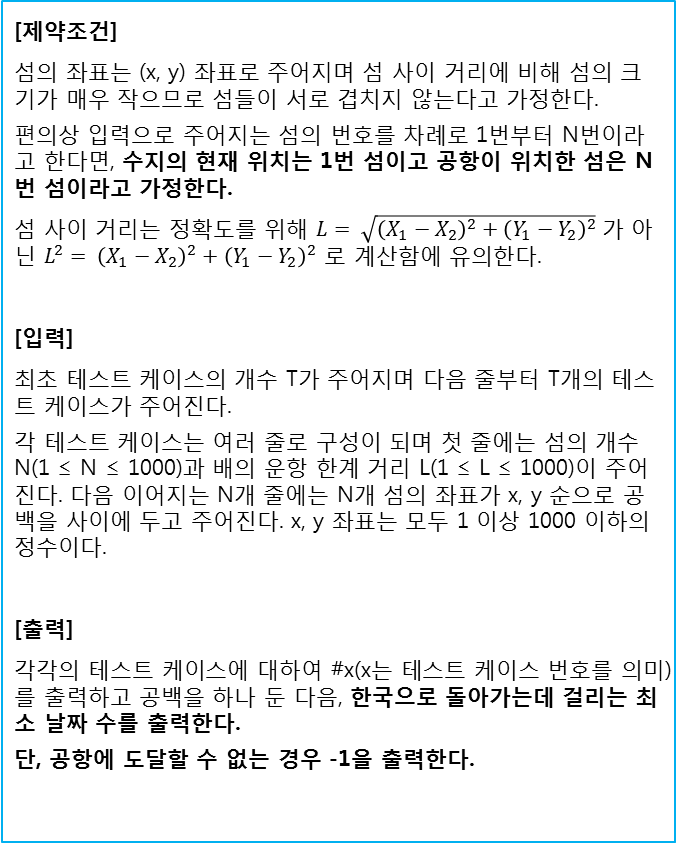 [제약조건]
섬의 좌표는 (x, y) 좌표로 주어지며 섬 사이 거리에 비해 섬의 크
기가 매우 작으므로 섬들이 서로 겹치지 않는다고 가정한다.
편의상 입력으로 주어지는 섬의 번호를 차례로 1번부터 N번이라
고 한다면, 수지의 현재 위치는 1번 섬이고 공항이 위치한 섬은 N
번 섬이라고 가정한다.
섬 사이 거리는 정확도를 위해 L = √((X₁ − X₂)² + (Y₁ − Y₂)²) 가 아
닌 L² = (X₁ − X₂)² + (Y₁ − Y₂)² 로 계산함에 유의한다.
[입력]
최초 테스트 케이스의 개수 T가 주어지며 다음 줄부터 T개의 테스
트 케이스가 주어진다.
각 테스트 케이스는 여러 줄로 구성이 되며 첫 줄에는 섬의 개수
N(1 ≤ N ≤ 1000)과 배의 운항 한계 거리 L(1 ≤ L ≤ 1000)이 주어
진다. 다음 이어지는 N개 줄에는 N개 섬의 좌표가 x, y 순으로 공
백을 사이에 두고 주어진다. x, y 좌표는 모두 1 이상 1000 이하의
정수이다.
[출력]
각각의 테스트 케이스에 대하여 #x(x는 테스트 케이스 번호를 의미)
를 출력하고 공백을 하나 둔 다음, 한국으로 돌아가는데 걸리는 최
소 날짜 수를 출력한다.
단, 공항에 도달할 수 없는 경우 -1을 출력한다.